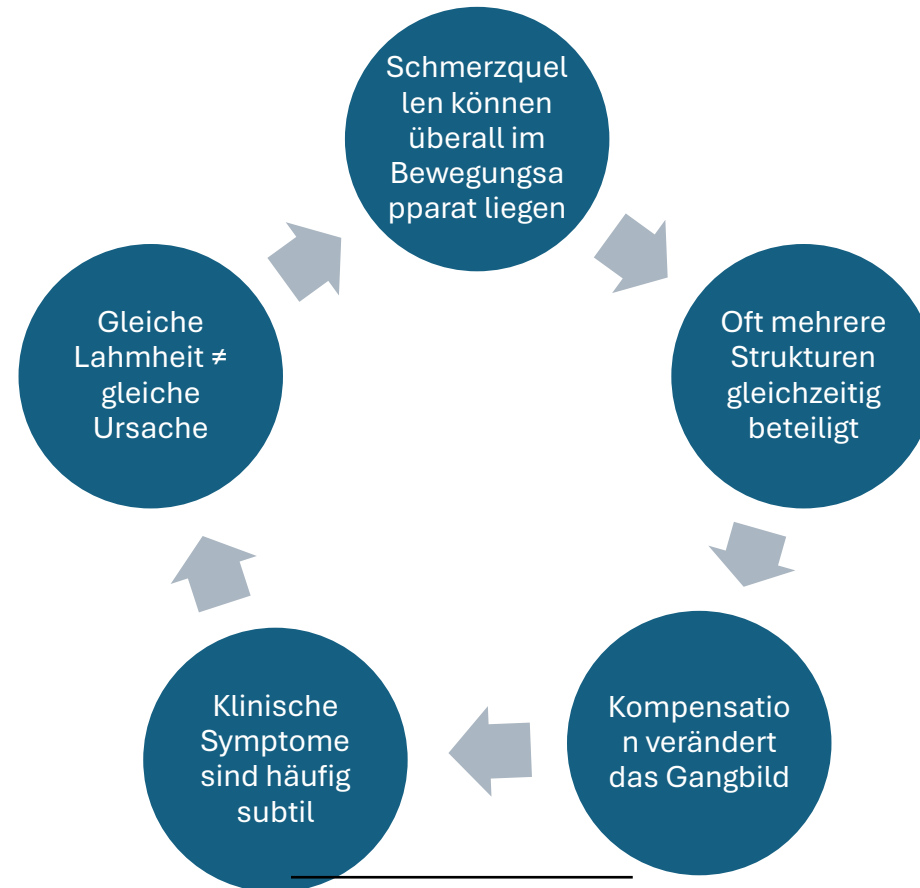 Schmerzquel
len können
überall im
Bewegungsa
pparat liegen
Oft mehrere
Strukturen
gleichzeitig
beteiligt
Kompensatio
n verändert
das Gangbild
Klinische
Symptome
sind häufig
subtil
Gleiche
Lahmheit ≠
gleiche
Ursache